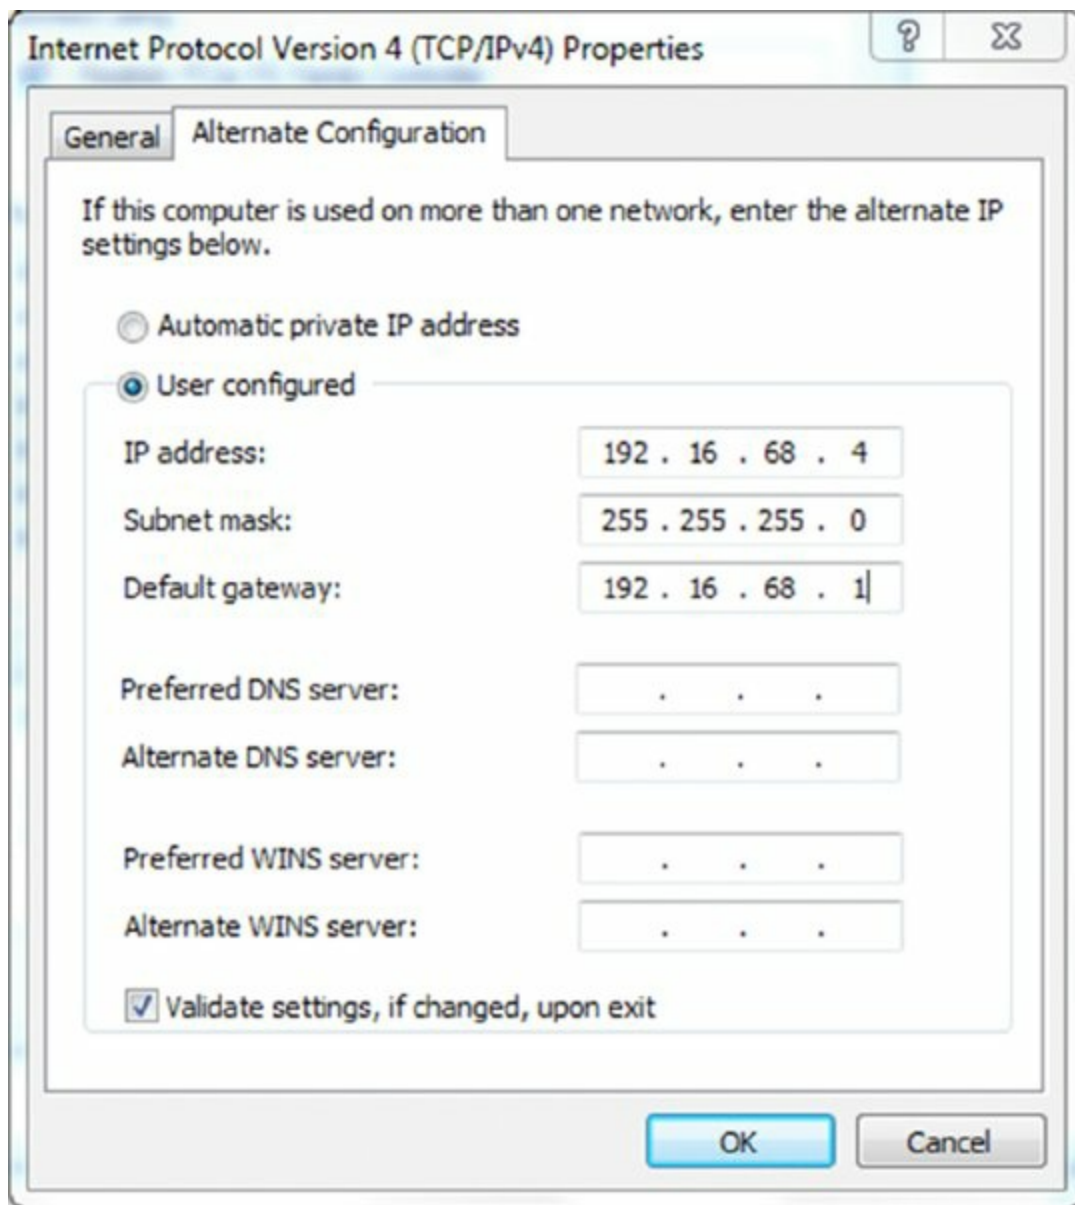 Internet Protocol Version 4 (TCP/IPv4) Properties
?
General
Alternate Configuration
If this computer is used on more than one network, enter the alternate IP
settings below.
Automatic private IP address
User configured
IP address: 192 . 16 . 68 . 4
Subnet mask: 255 . 255 . 255 . 0
Default gateway: 192 . 16 . 68 . 1
Preferred DNS server: . . .
Alternate DNS server: . . .
Preferred WINS server: . . .
Alternate WINS server: . . .
Validate settings, if changed, upon exit
OK
Cancel